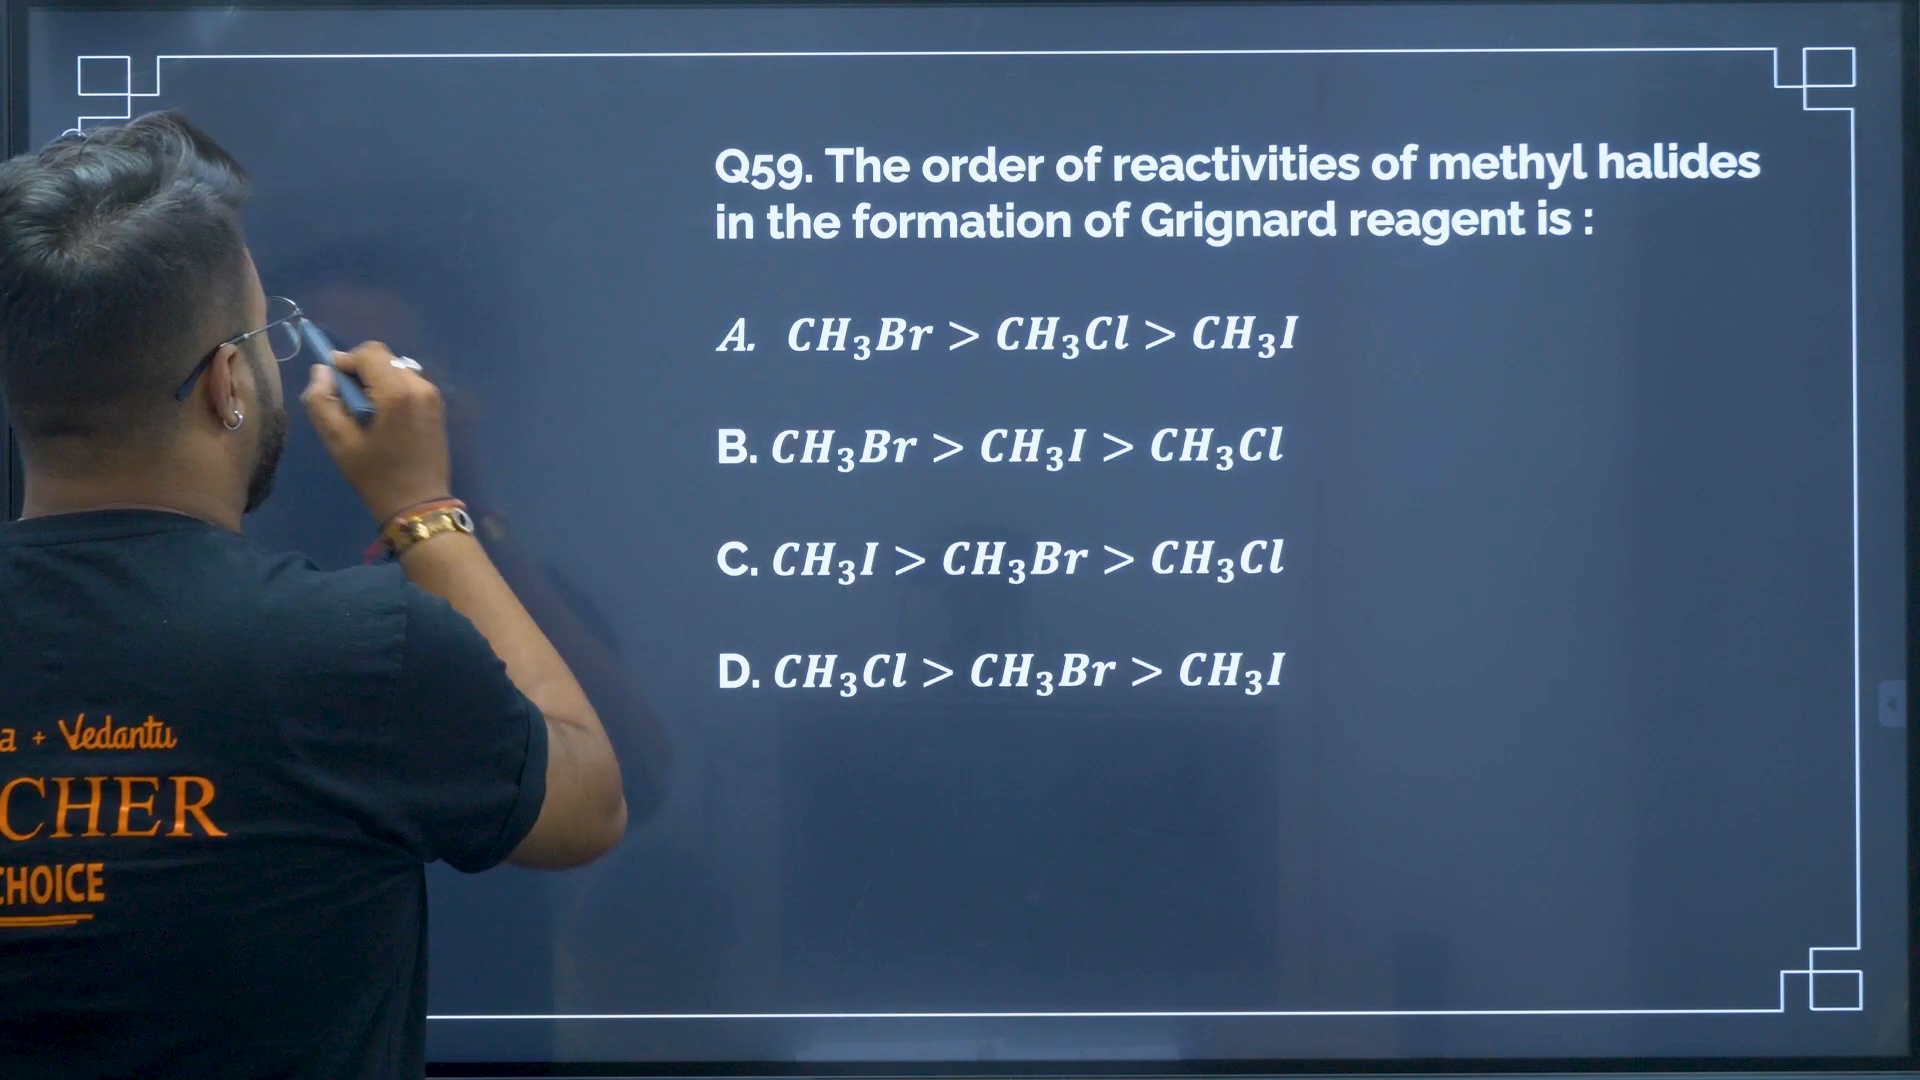 Q59. The order of reactivities of methyl halides
in the formation of Grignard reagent is :
A. CH₃Br > CH₃Cl > CH₃I
B. CH₃Br > CH₃I > CH₃Cl
C. CH₃I > CH₃Br > CH₃Cl
D. CH₃Cl > CH₃Br > CH₃I
a + Vedantu
CHER
CHOICE